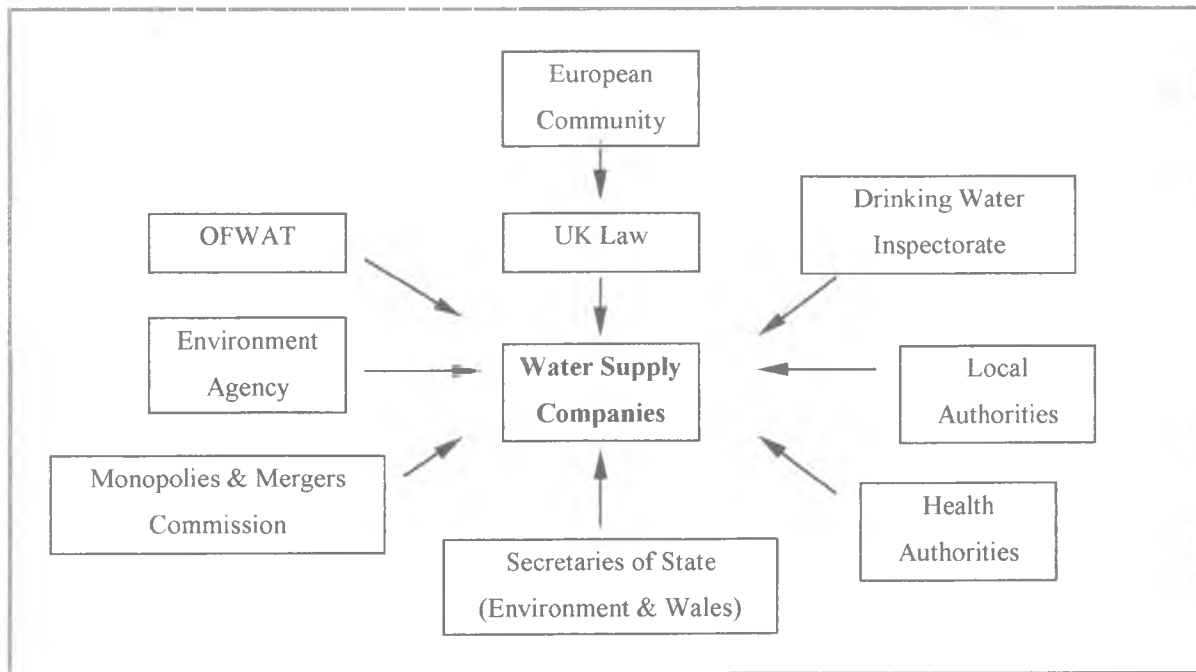 European
Community
OFWAT
UK Law
Drinking Water
Inspectorate
Environment
Agency
Water Supply
Companies
Local
Authorities
Monopolies & Mergers
Commission
Health
Authorities
Secretaries of State
(Environment & Wales)